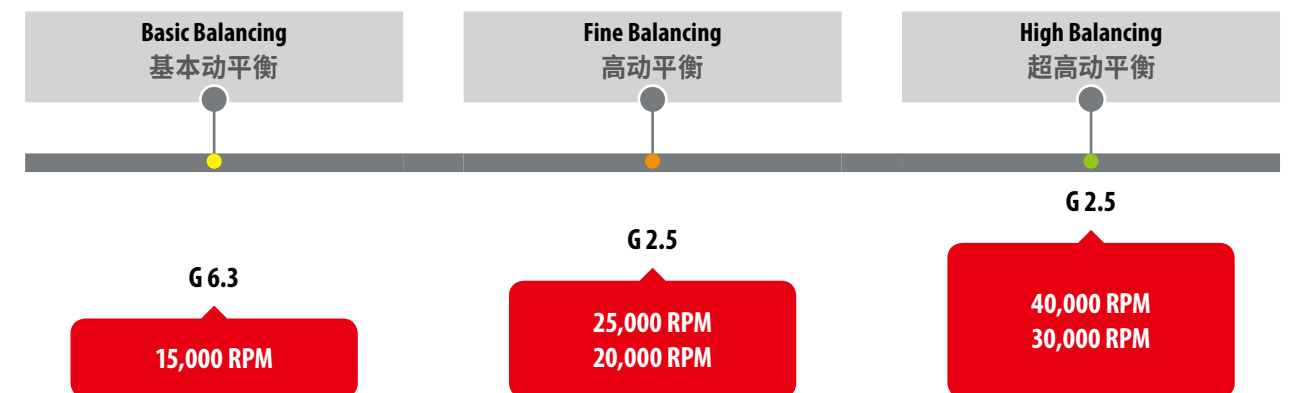 Basic Balancing
基本动平衡
Fine Balancing
高动平衡
High Balancing
超高动平衡
G 6.3
15,000 RPM
G 2.5
25,000 RPM
20,000 RPM
G 2.5
40,000 RPM
30,000 RPM